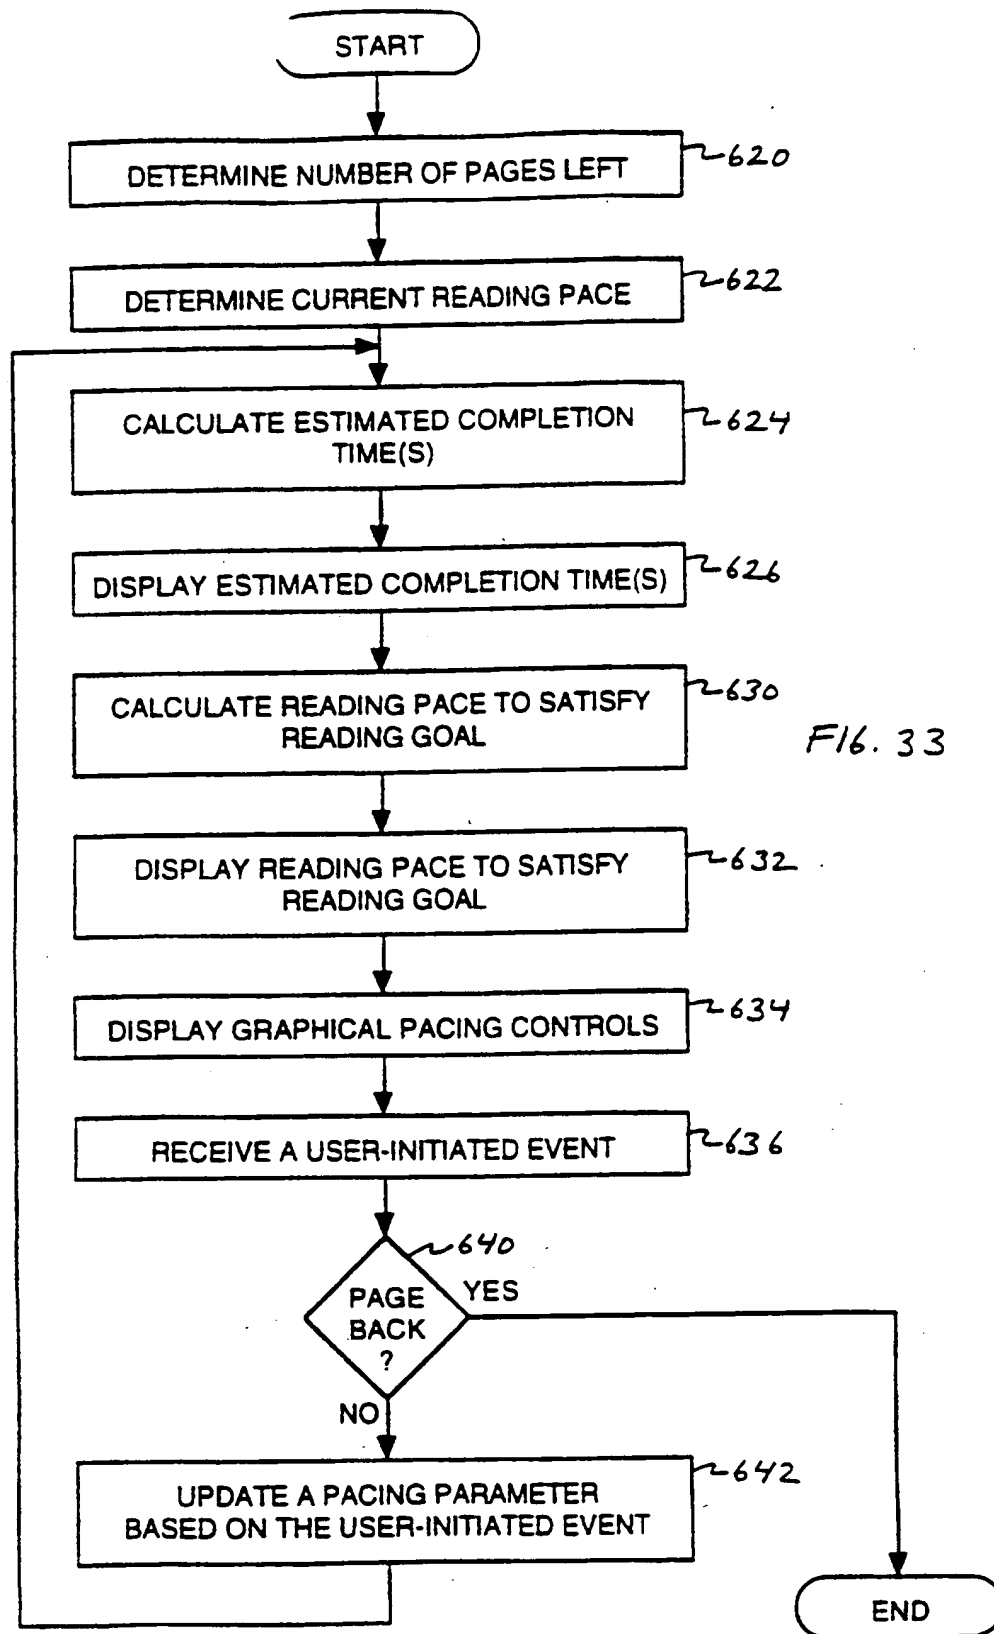 START
DETERMINE NUMBER OF PAGES LEFT
620
DETERMINE CURRENT READING PACE
622
CALCULATE ESTIMATED COMPLETION
TIME(S)
624
DISPLAY ESTIMATED COMPLETION TIME(S)
626
CALCULATE READING PACE TO SATISFY
READING GOAL
630
FIG. 33
DISPLAY READING PACE TO SATISFY
READING GOAL
632
DISPLAY GRAPHICAL PACING CONTROLS
634
RECEIVE A USER-INITIATED EVENT
636
640
PAGE
BACK
?
YES
NO
UPDATE A PACING PARAMETER
BASED ON THE USER-INITIATED EVENT
642
END